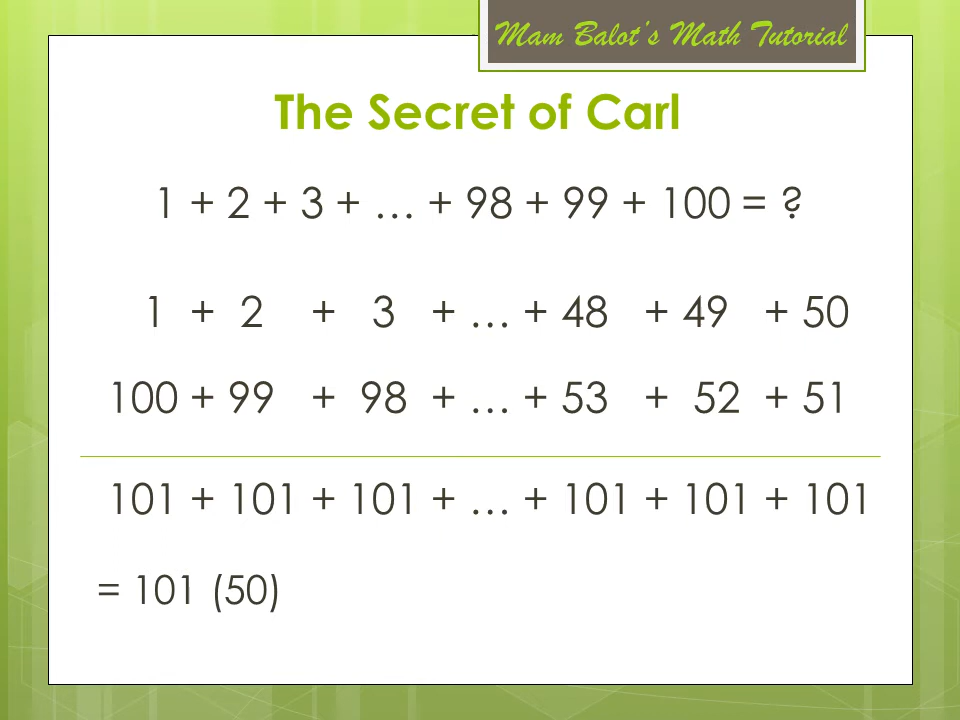 Mam Balot's Math Tutorial
The Secret of Carl
1 + 2 + 3 + … + 98 + 99 + 100 = ?
1 + 2 + 3 + … + 48 + 49 + 50
100 + 99 + 98 + … + 53 + 52 + 51
101 + 101 + 101 + … + 101 + 101 + 101
= 101 (50)